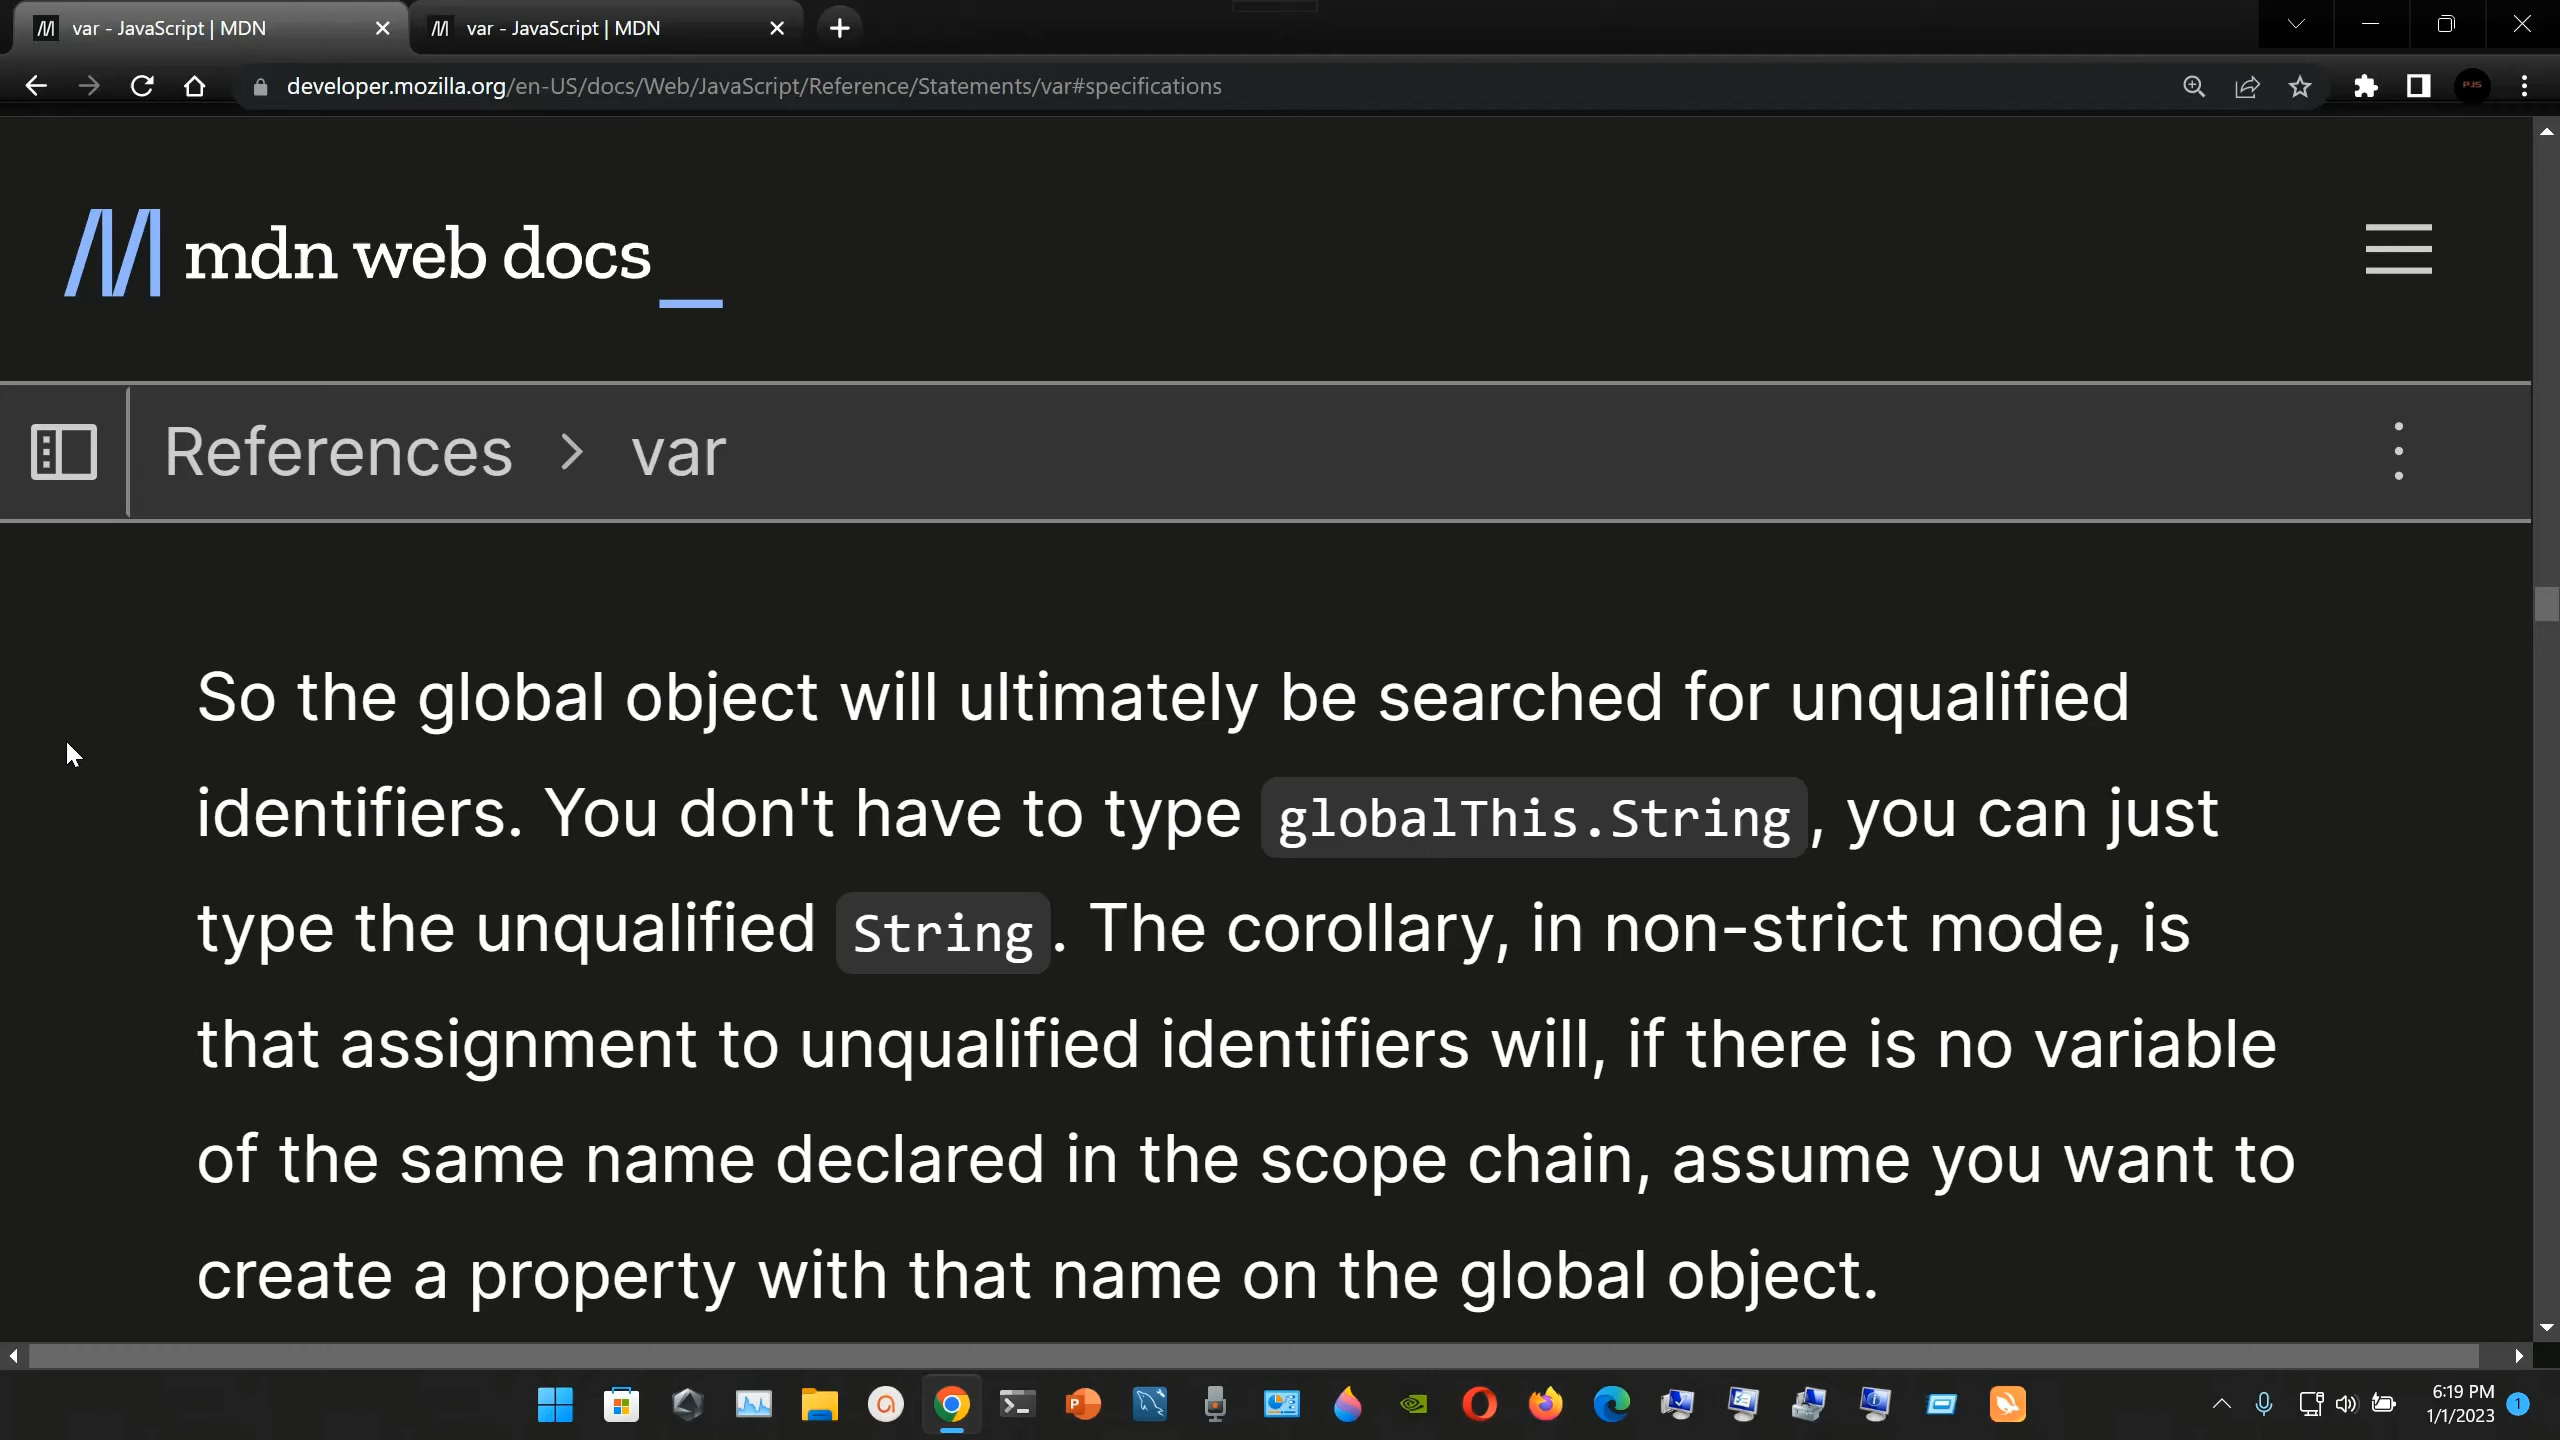 var - JavaScript | MDN
var - JavaScript | MDN
developer.mozilla.org/en-US/docs/Web/JavaScript/Reference/Statements/var#specifications
PJS
mdn web docs_
References > var
So the global object will ultimately be searched for unqualified
identifiers. You don't have to type globalThis.String, you can just
type the unqualified String. The corollary, in non-strict mode, is
that assignment to unqualified identifiers will, if there is no variable
of the same name declared in the scope chain, assume you want to
create a property with that name on the global object.
6:19 PM
1/1/2023
1